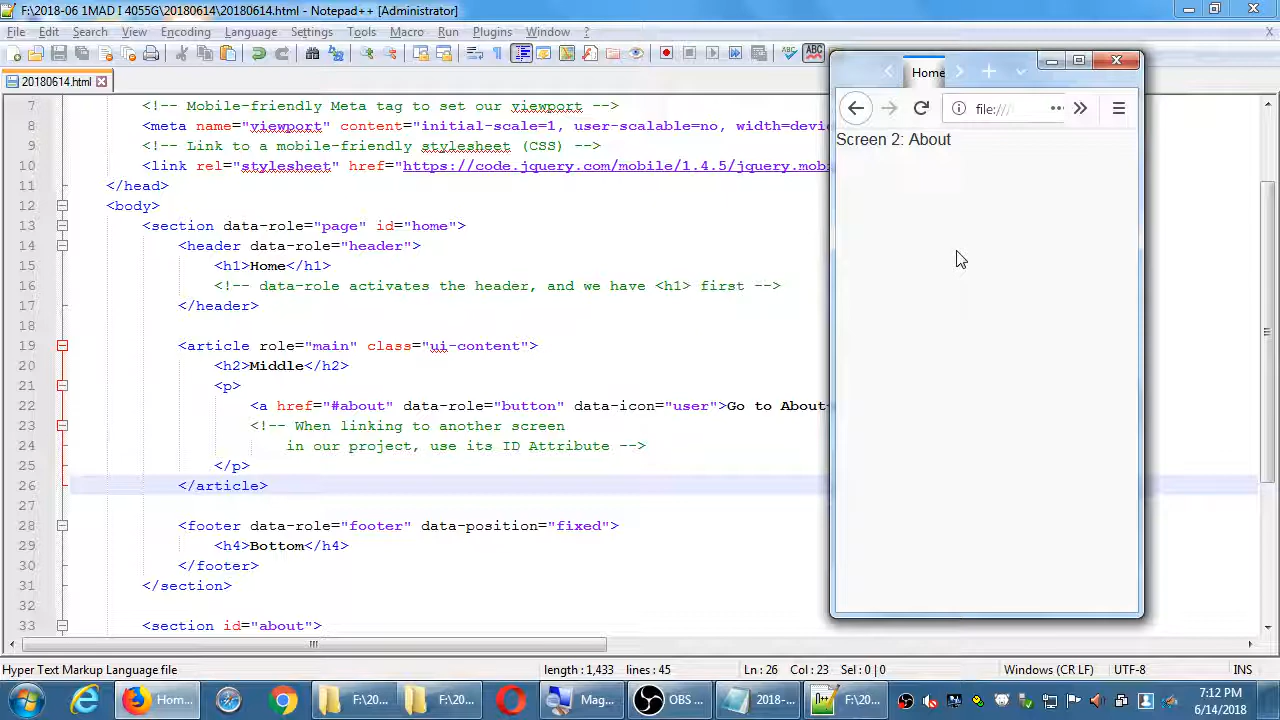 F:\2018-06 1MAD I 4055G\20180614\20180614.html - Notepad++ [Administrator]
File Edit Search View Encoding Language Settings Tools Macro Run Plugins Window ?
X
20180614.html
7 <!-- Mobile-friendly Meta tag to set our viewport -->
8 <meta name="viewport" content="initial-scale=1, user-scalable=no, width=devi
9 <!-- Link to a mobile-friendly stylesheet (CSS) -->
10 <link rel="stylesheet" href="https://code.jquery.com/mobile/1.4.5/jquery.mob
11 </head>
12 <body>
13 <section data-role="page" id="home">
14 <header data-role="header">
15 <h1>Home</h1>
16 <!-- data-role activates the header, and we have <h1> first -->
17 </header>
18
19 <article role="main" class="ui-content">
20 <h2>Middle</h2>
21 <p>
22 <a href="#about" data-role="button" data-icon="user">Go to About
23 <!-- When linking to another screen
24 in our project, use its ID Attribute -->
25 </p>
26 </article>
27
28 <footer data-role="footer" data-position="fixed">
29 <h4>Bottom</h4>
30 </footer>
31 </section>
32
33 <section id="about">
Home
file:///
Screen 2: About
Hyper Text Markup Language file length : 1,433 lines : 45 Ln : 26 Col : 23 Sel : 0 | 0 Windows (CR LF) UTF-8 INS
Hom... F:\20... F:\20... Mag... OBS ... 2018-... F:\20...
7:12 PM
6/14/2018